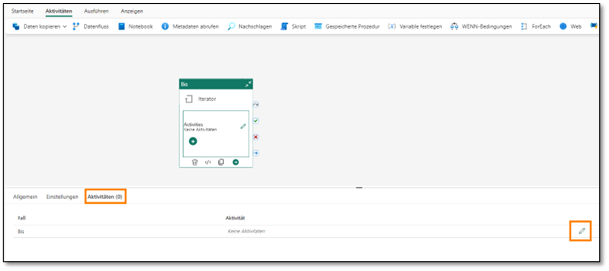 Startseite Aktivitäten Ausführen Anzeigen
Daten kopieren Datenfluss Notebook Metadaten abrufen Nachschlagen Skript Gespeicherte Prozedur Variable festlegen WENN-Bedingungen ForEach Web
Bis
Iterator
Activities
Keine Aktivitäten
Allgemein Einstellungen Aktivitäten (0)
Fall Aktivität
Bis Keine Aktivitäten